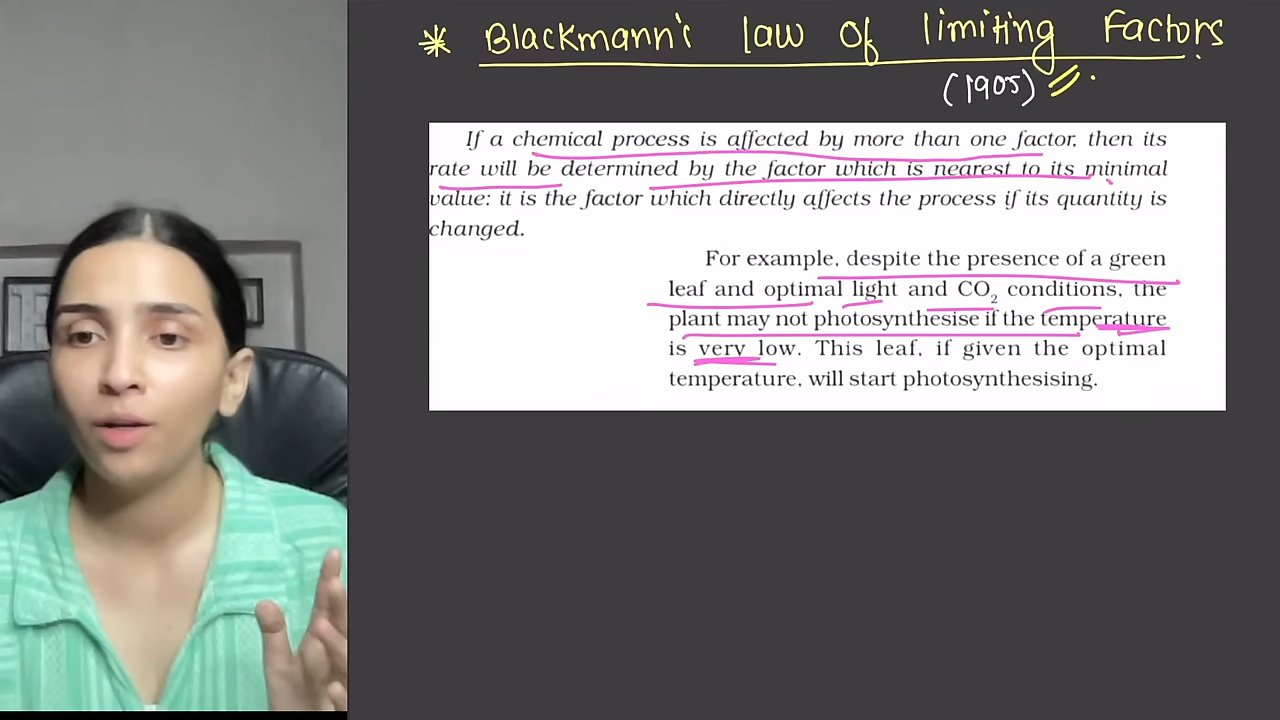 * Blackmann's law of limiting Factors
(1905)
If a chemical process is affected by more than one factor, then its
rate will be determined by the factor which is nearest to its minimal
value: it is the factor which directly affects the process if its quantity is
changed.
For example, despite the presence of a green
leaf and optimal light and CO₂ conditions, the
plant may not photosynthesise if the temperature
is very low. This leaf, if given the optimal
temperature, will start photosynthesising.